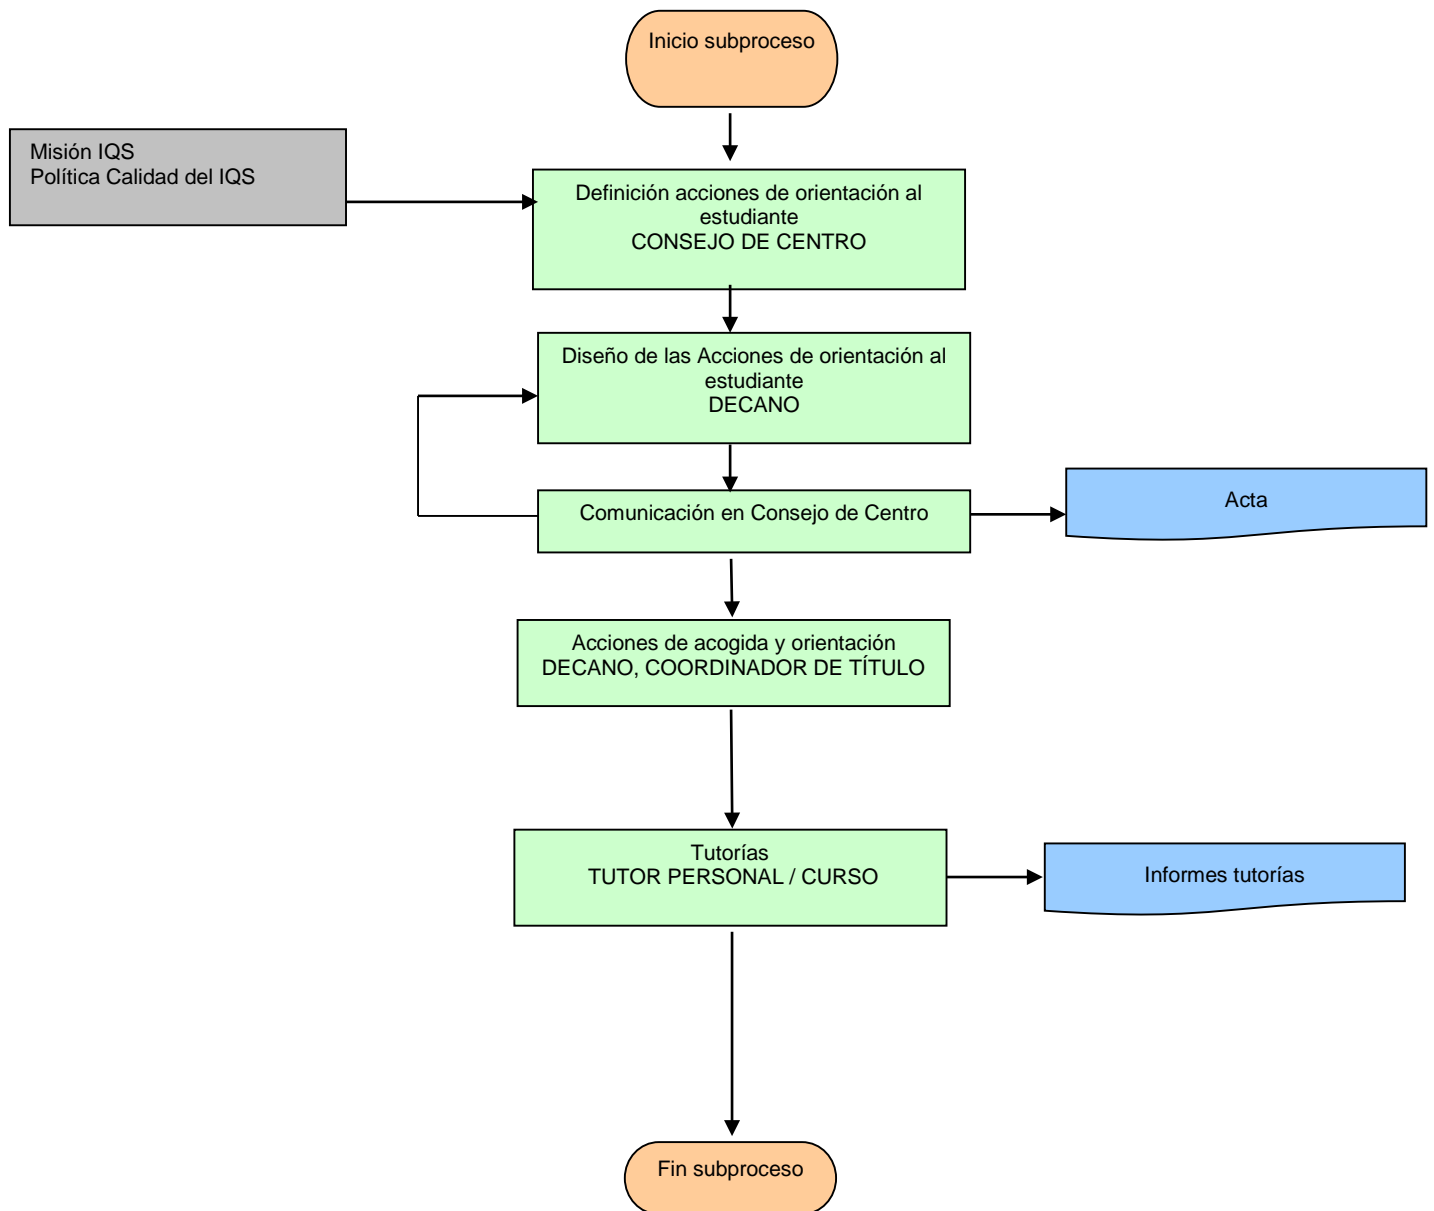 Inicio subproceso
Misión IQS
Política Calidad del IQS
Definición acciones de orientación al
estudiante
CONSEJO DE CENTRO
Diseño de las Acciones de orientación al
estudiante
DECANO
Comunicación en Consejo de Centro
Acta
Acciones de acogida y orientación
DECANO, COORDINADOR DE TÍTULO
Tutorías
TUTOR PERSONAL / CURSO
Informes tutorías
Fin subproceso